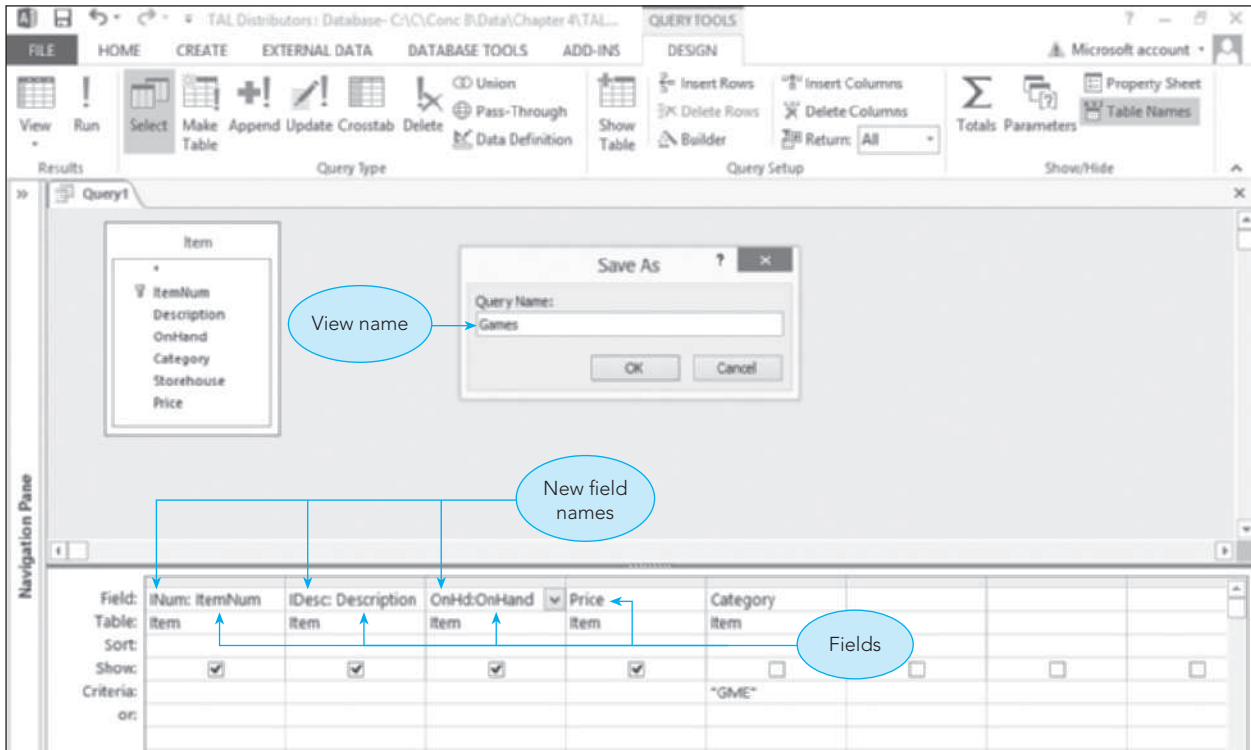 TAL Distributors : Database- C:\C\Conc 8\Data\Chapter 4\TAL...
QUERY TOOLS
FILE
HOME
CREATE
EXTERNAL DATA
DATABASE TOOLS
ADD-INS
DESIGN
Microsoft account
View
Run
Select
Make Table
Append
Update
Crosstab
Delete
Union
Pass-Through
Data Definition
Show Table
Insert Rows
Delete Rows
Builder
Insert Columns
Delete Columns
Return: All
Totals
Parameters
Property Sheet
Table Names
Results
Query Type
Query Setup
Show/Hide
Query1
Item
*
ItemNum
Description
OnHand
Category
Storehouse
Price
Save As
Query Name:
Games
OK
Cancel
View name
New field
names
Navigation Pane
Field: INum: ItemNum IDesc: Description OnHd:OnHand Price Category
Table: Item Item Item Item Item
Sort:
Fields
Show:
Criteria: "GME"
or: